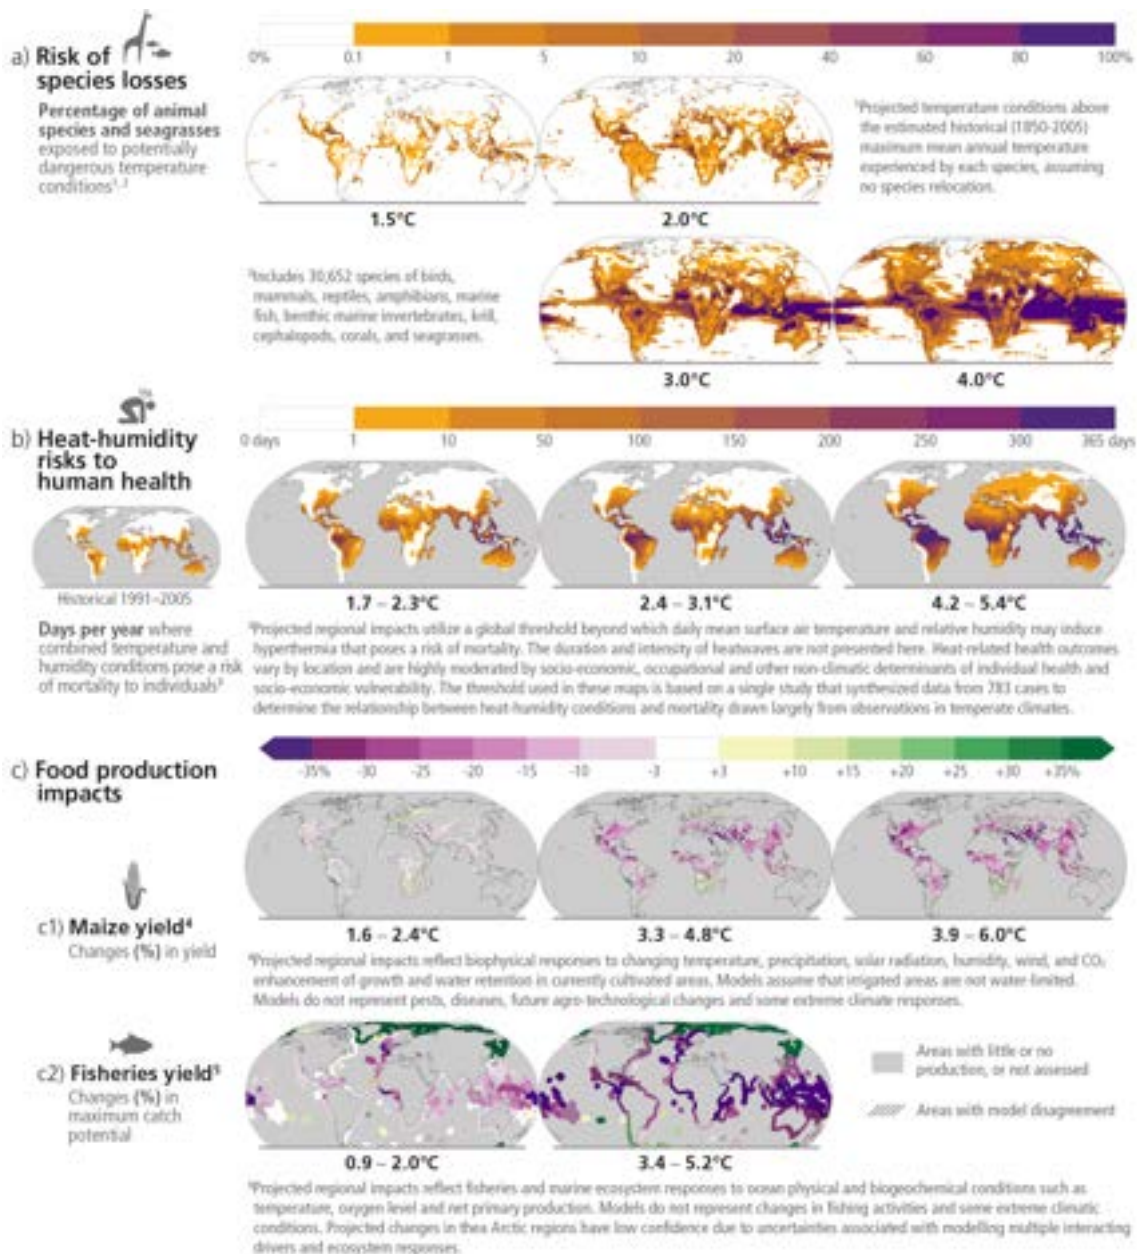 a) Risk of
species losses
Percentage of animal
species and seagrasses
exposed to potentially
dangerous temperature
conditions¹,²
0% 0.1 1 5 10 20 40 60 80 100%
¹Projected temperature conditions above
the estimated historical (1850-2005)
maximum mean annual temperature
experienced by each species, assuming
no species relocation.
1.5°C 2.0°C
²Includes 30,652 species of birds,
mammals, reptiles, amphibians, marine
fish, benthic marine invertebrates, krill,
cephalopods, corals, and seagrasses.
3.0°C 4.0°C
b) Heat-humidity
risks to
human health
0 days 1 10 50 100 150 200 250 300 365 days
Historical 1991–2005
1.7 – 2.3°C 2.4 – 3.1°C 4.2 – 5.4°C
Days per year where
combined temperature and
humidity conditions pose a risk
of mortality to individuals³
³Projected regional impacts utilize a global threshold beyond which daily mean surface air temperature and relative humidity may induce
hyperthermia that poses a risk of mortality. The duration and intensity of heatwaves are not presented here. Heat-related health outcomes
vary by location and are highly moderated by socio-economic, occupational and other non-climatic determinants of individual health and
socio-economic vulnerability. The threshold used in these maps is based on a single study that synthesized data from 783 cases to
determine the relationship between heat-humidity conditions and mortality drawn largely from observations in temperate climates.
c) Food production
impacts
-35% -30 -25 -20 -15 -10 -3 +3 +10 +15 +20 +25 +30 +35%
c1) Maize yield⁴
Changes (%) in yield
1.6 – 2.4°C 3.3 – 4.8°C 3.9 – 6.0°C
⁴Projected regional impacts reflect biophysical responses to changing temperature, precipitation, solar radiation, humidity, wind, and CO₂
enhancement of growth and water retention in currently cultivated areas. Models assume that irrigated areas are not water-limited.
Models do not represent pests, diseases, future agro-technological changes and some extreme climate responses.
c2) Fisheries yield⁵
Changes (%) in
maximum catch
potential
Areas with little or no
production, or not assessed
Areas with model disagreement
0.9 – 2.0°C 3.4 – 5.2°C
⁵Projected regional impacts reflect fisheries and marine ecosystem responses to ocean physical and biogeochemical conditions such as
temperature, oxygen level and net primary production. Models do not represent changes in fishing activities and some extreme climatic
conditions. Projected changes in thea Arctic regions have low confidence due to uncertainties associated with modelling multiple interacting
drivers and ecosystem responses.